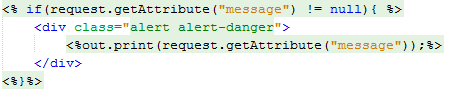 <% if(request.getAttribute("message") != null){ %>
<div class="alert alert-danger">
<%out.print(request.getAttribute("message"));%>
</div>
<%}%>